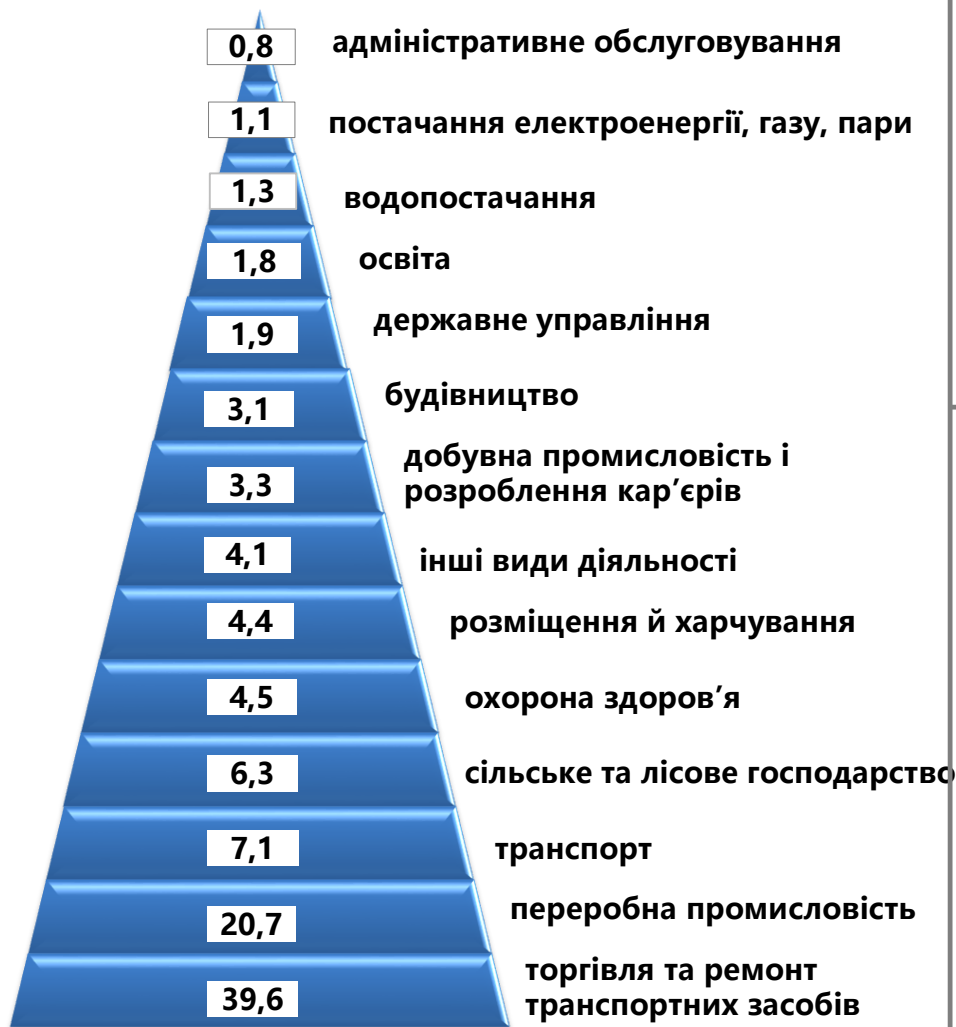 0,8 адміністративне обслуговування
1,1 постачання електроенергії, газу, пари
1,3 водопостачання
1,8 освіта
1,9 державне управління
3,1 будівництво
3,3 добувна промисловість і
розроблення кар’єрів
4,1 інші види діяльності
4,4 розміщення й харчування
4,5 охорона здоров’я
6,3 сільське та лісове господарство
7,1 транспорт
20,7 переробна промисловість
39,6 торгівля та ремонт
транспортних засобів